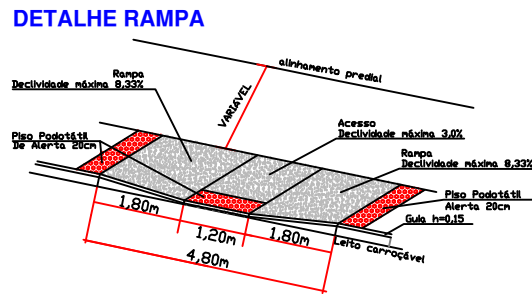 DETALHE RAMPA
alinhamento predial
Rampa
Declividade máxima 8,33%
VARIÁVEL
Acesso
Declividade máxima 3,0%
Piso Podotátil
De Alerta 20cm
Rampa
Declividade máxima 8,33%
Piso Podotátil
Alerta 20cm
Guia h=0,15
Leito carroçável
1,80m
1,20m
1,80m
4,80m